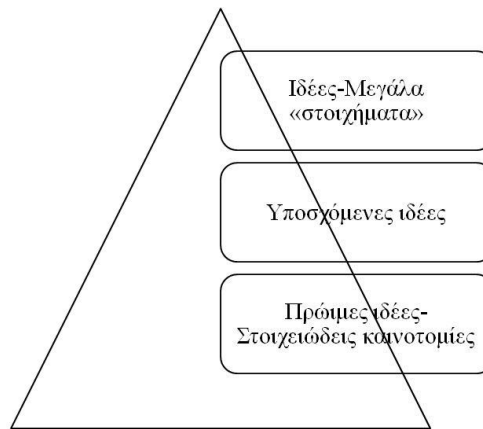 Ιδέες-Μεγάλα
«στοιχήματα»
Υποσχόμενες ιδέες
Πρώιμες ιδέες-
Στοιχειώδεις καινοτομίες